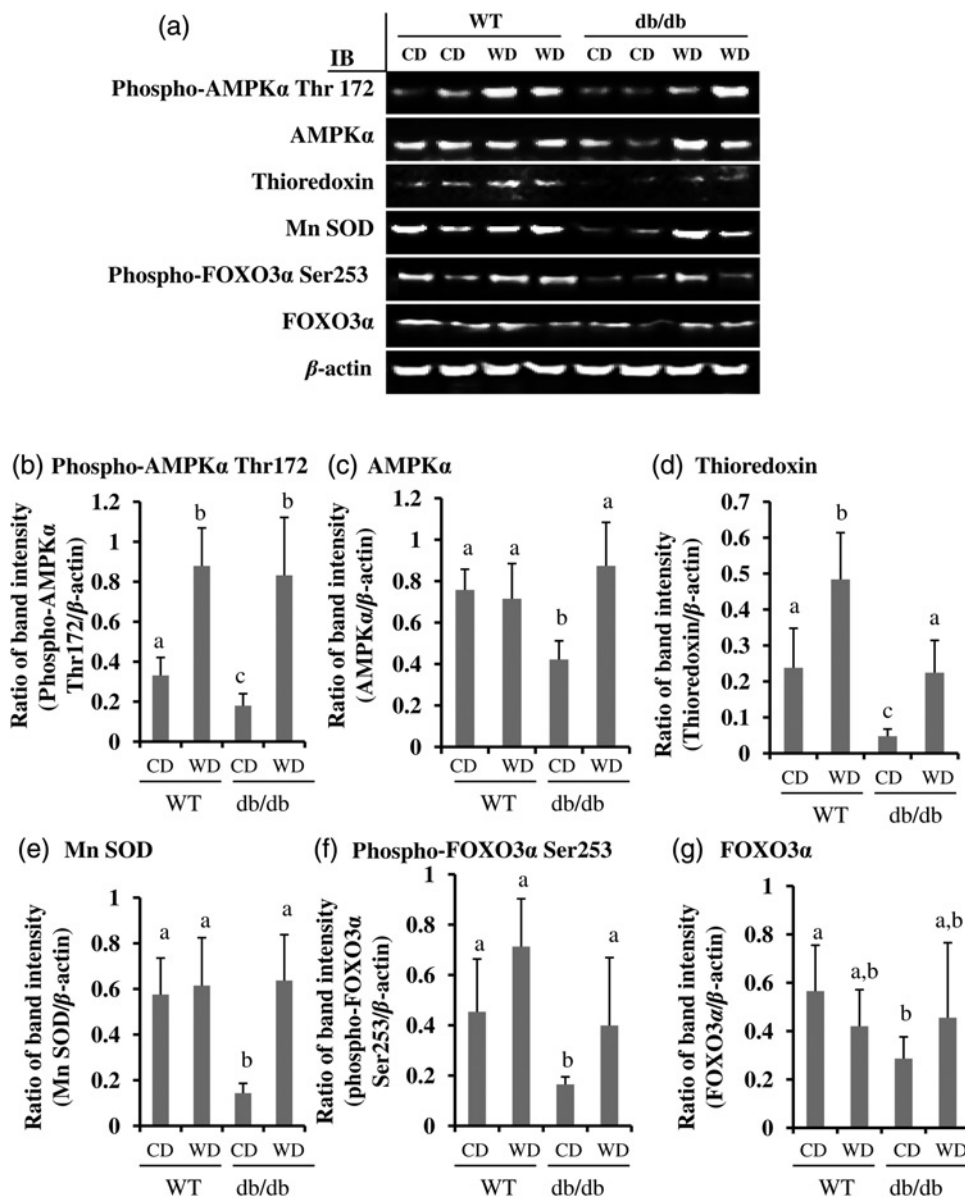 (a)
WT db/db
IB CD CD WD WD CD CD WD WD
Phospho-AMPKα Thr 172
AMPKα
Thioredoxin
Mn SOD
Phospho-FOXO3α Ser253
FOXO3α
β-actin
(b) Phospho-AMPKα Thr172
Ratio of band intensity
(Phospho-AMPKα
Thr172/β-actin)
1.2
1
0.8
0.6
0.4
0.2
0
a b c b
CD WD CD WD
WT db/db
(c) AMPKα
Ratio of band intensity
(AMPKα/β-actin)
1.2
1
0.8
0.6
0.4
0.2
0
a a b a
CD WD CD WD
WT db/db
(d) Thioredoxin
Ratio of band intensity
(Thioredoxin/β-actin)
0.7
0.6
0.5
0.4
0.3
0.2
0.1
0
a b c a
CD WD CD WD
WT db/db
(e) Mn SOD
Ratio of band intensity
(Mn SOD/β-actin)
1
0.8
0.6
0.4
0.2
0
a a b a
CD WD CD WD
WT db/db
(f) Phospho-FOXO3α Ser253
Ratio of band intensity
(phospho-FOXO3α
Ser253/β-actin)
1
0.8
0.6
0.4
0.2
0
a a b a
CD WD CD WD
WT db/db
(g) FOXO3α
Ratio of band intensity
(FOXO3α/β-actin)
1
0.8
0.6
0.4
0.2
0
a a,b b a,b
CD WD CD WD
WT db/db